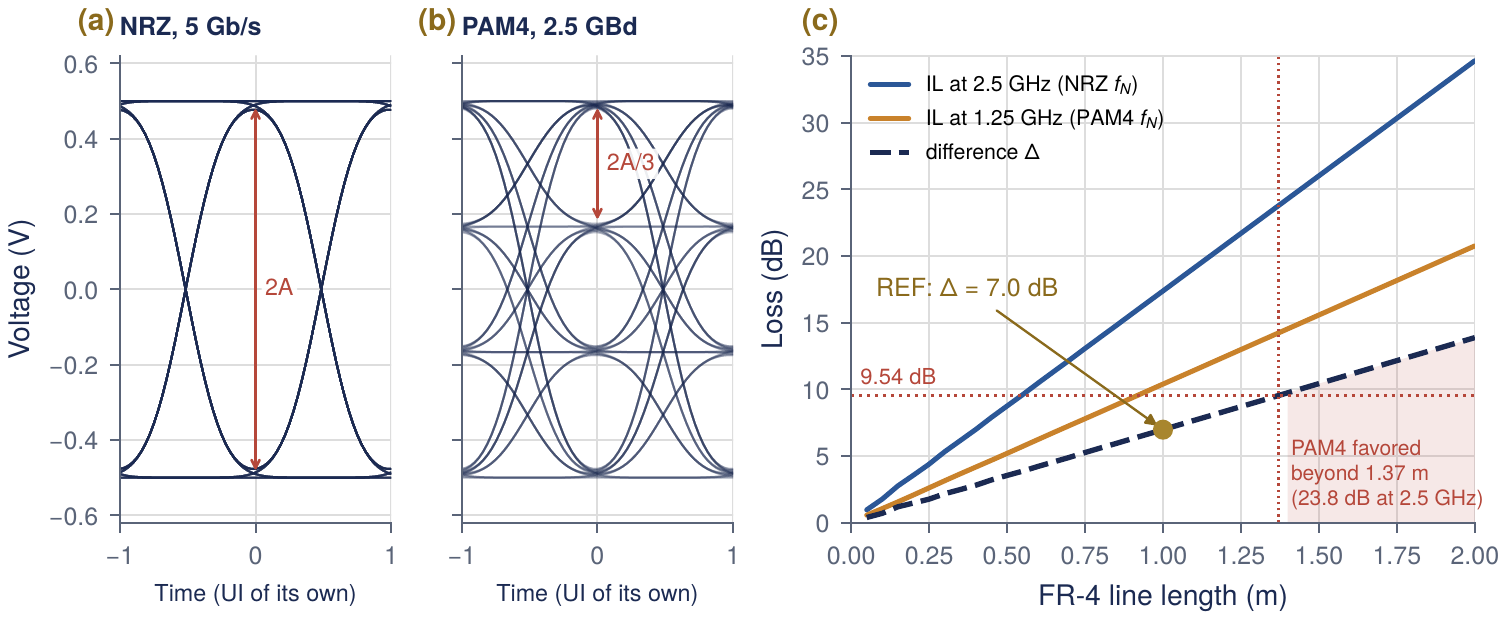 (a) NRZ, 5 Gb/s
0.6
0.4
0.2
0.0
−0.2
−0.4
−0.6
Voltage (V)
2A
−1
0
1
Time (UI of its own)
(b) PAM4, 2.5 GBd
2A/3
−1
0
1
Time (UI of its own)
(c)
35
30
25
20
15
10
5
0
Loss (dB)
IL at 2.5 GHz (NRZ fN)
IL at 1.25 GHz (PAM4 fN)
difference Δ
REF: Δ = 7.0 dB
9.54 dB
PAM4 favored
beyond 1.37 m
(23.8 dB at 2.5 GHz)
0.00
0.25
0.50
0.75
1.00
1.25
1.50
1.75
2.00
FR-4 line length (m)